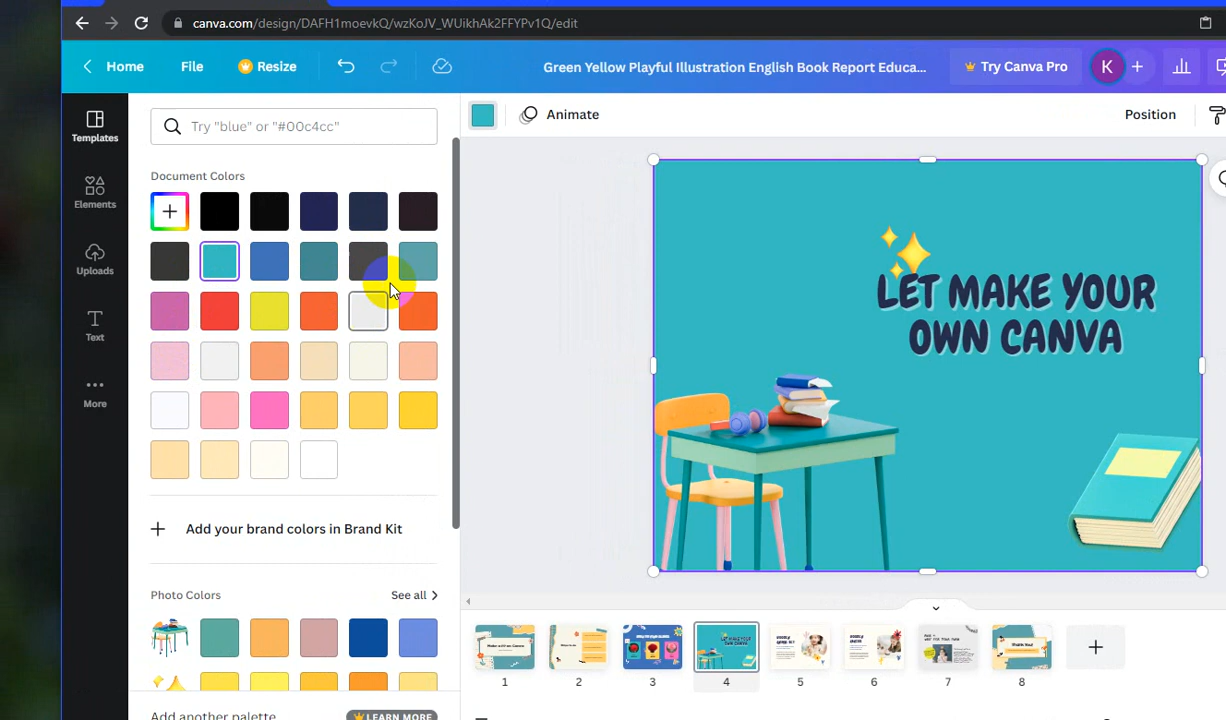 canva.com/design/DAFH1moevkQ/wzKoJV_WUikhAk2FFYPv1Q/edit
Home File Resize Green Yellow Playful Illustration English Book Report Educa... Try Canva Pro K
Templates
Elements
Uploads
Text
More
Try "blue" or "#00c4cc"
Document Colors
Add your brand colors in Brand Kit
Photo Colors See all
Add another palette LEARN MORE
Animate Position
LET MAKE YOUR
OWN CANVA
1 2 3 4 5 6 7 8